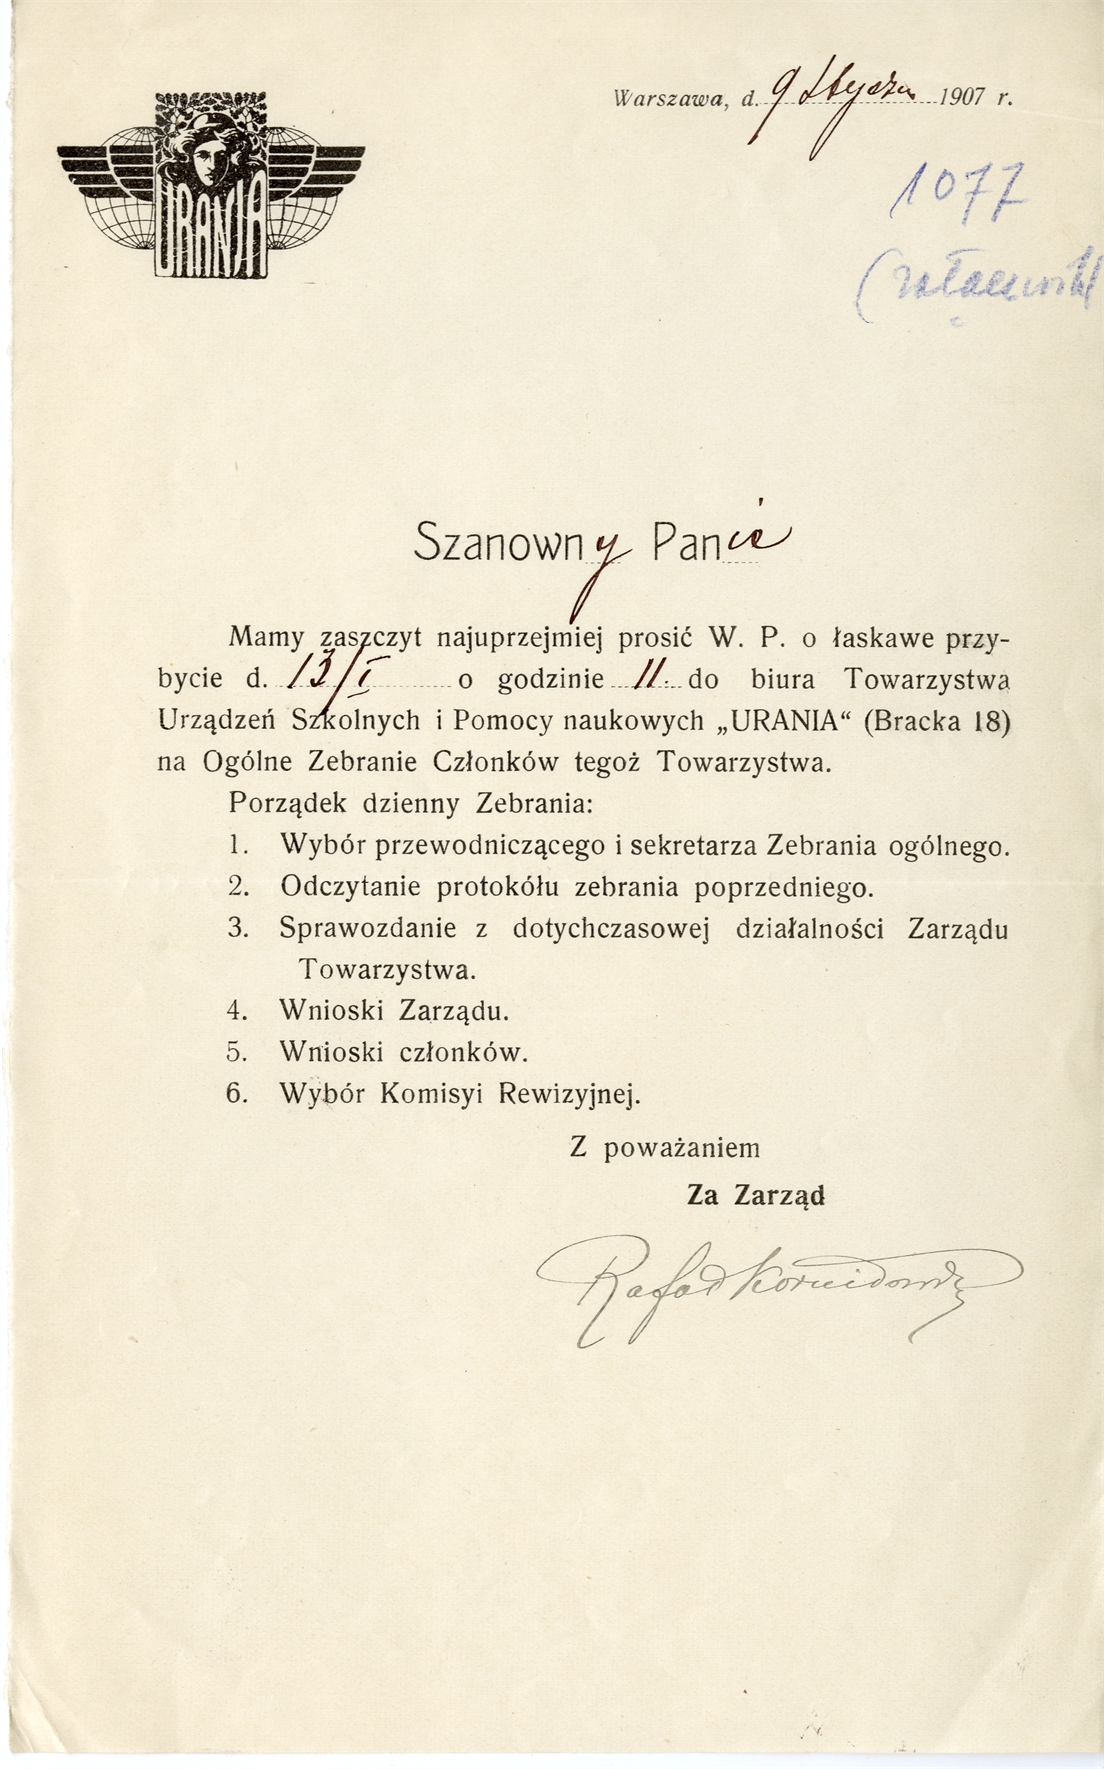 URANJA
Warszawa, d. 9 Stycznia 1907 r.
1077
Szanowny Panie
Mamy zaszczyt najuprzejmiej prosić W. P. o łaskawe przy-
bycie d. 13/I o godzinie 11 do biura Towarzystwa
Urządzeń Szkolnych i Pomocy naukowych „URANIA“ (Bracka 18)
na Ogólne Zebranie Członków tegoż Towarzystwa.
Porządek dzienny Zebrania:
1. Wybór przewodniczącego i sekretarza Zebrania ogólnego.
2. Odczytanie protokółu zebrania poprzedniego.
3. Sprawozdanie z dotychczasowej działalności Zarządu
Towarzystwa.
4. Wnioski Zarządu.
5. Wnioski członków.
6. Wybór Komisyi Rewizyjnej.
Z poważaniem
Za Zarząd
Rafał